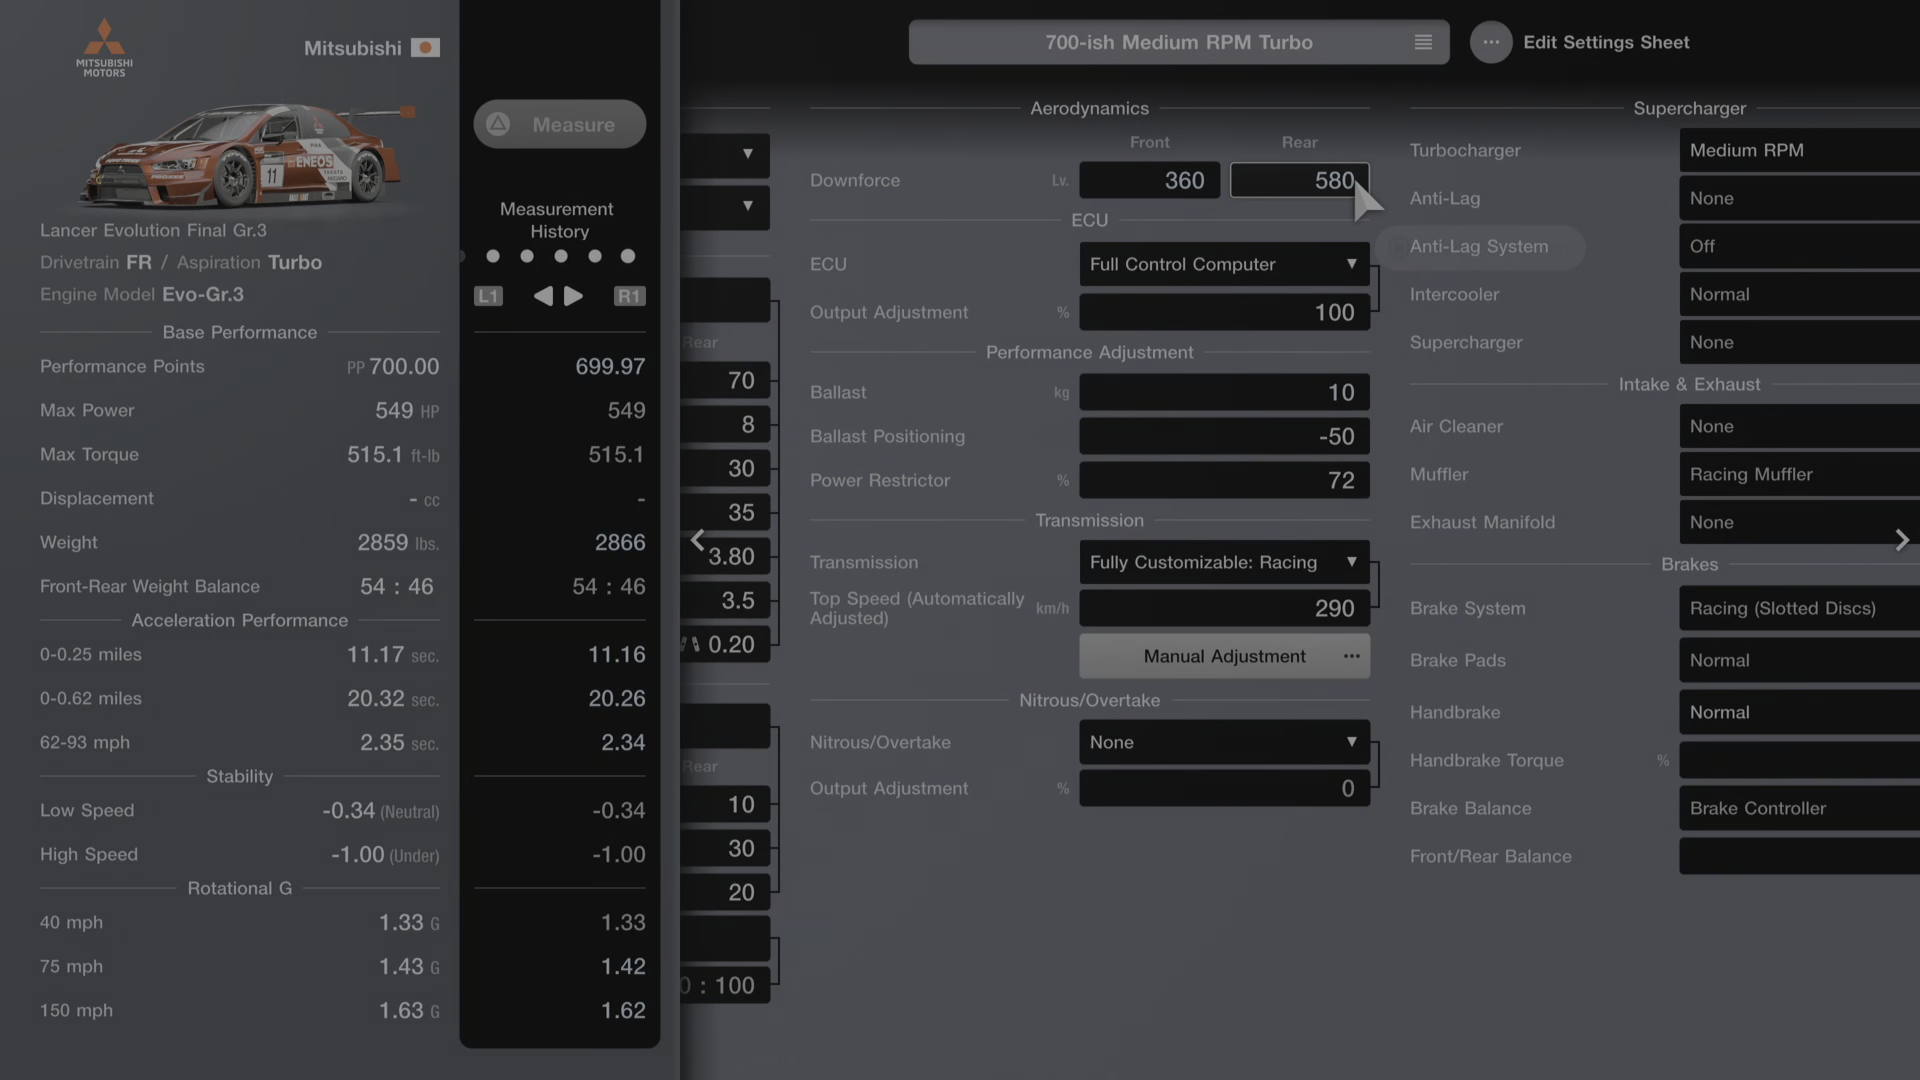 MITSUBISHI
MOTORS
Mitsubishi
ENEOS
11
Lancer Evolution Final Gr.3
Drivetrain FR / Aspiration Turbo
Engine Model Evo-Gr.3
Base Performance
Performance Points PP 700.00
Max Power 549 HP
Max Torque 515.1 ft-lb
Displacement - cc
Weight 2859 lbs.
Front-Rear Weight Balance 54 : 46
Acceleration Performance
0-0.25 miles 11.17 sec.
0-0.62 miles 20.32 sec.
62-93 mph 2.35 sec.
Stability
Low Speed -0.34 (Neutral)
High Speed -1.00 (Under)
Rotational G
40 mph 1.33 G
75 mph 1.43 G
150 mph 1.63 G
Measure
Measurement
History
L1 R1
699.97
549
515.1
-
2866
54 : 46
11.16
20.26
2.34
-0.34
-1.00
1.33
1.42
1.62
Rear
70
8
30
35
3.80
3.5
0.20
Rear
10
30
20
0 : 100
700-ish Medium RPM Turbo
Edit Settings Sheet
Aerodynamics
Front Rear
Downforce Lv. 360 580
ECU
ECU Full Control Computer
Output Adjustment % 100
Performance Adjustment
Ballast kg 10
Ballast Positioning -50
Power Restrictor % 72
Transmission
Transmission Fully Customizable: Racing
Top Speed (Automatically
Adjusted) km/h 290
Manual Adjustment
Nitrous/Overtake
Nitrous/Overtake None
Output Adjustment % 0
Supercharger
Turbocharger Medium RPM
Anti-Lag None
Anti-Lag System Off
Intercooler Normal
Supercharger None
Intake & Exhaust
Air Cleaner None
Muffler Racing Muffler
Exhaust Manifold None
Brakes
Brake System Racing (Slotted Discs)
Brake Pads Normal
Handbrake Normal
Handbrake Torque %
Brake Balance Brake Controller
Front/Rear Balance